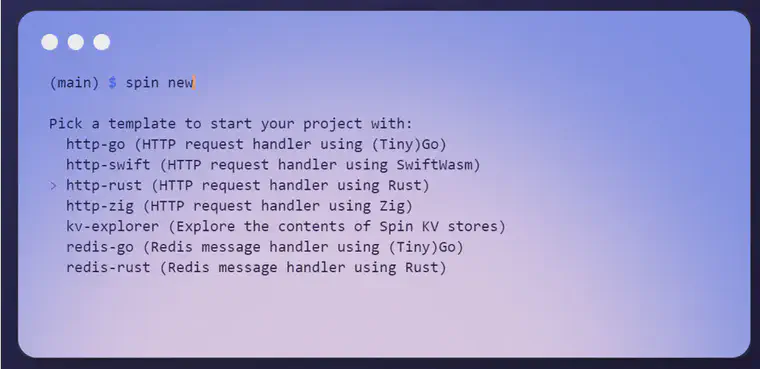 (main) $ spin new
Pick a template to start your project with:
http-go (HTTP request handler using (Tiny)Go)
http-swift (HTTP request handler using SwiftWasm)
> http-rust (HTTP request handler using Rust)
http-zig (HTTP request handler using Zig)
kv-explorer (Explore the contents of Spin KV stores)
redis-go (Redis message handler using (Tiny)Go)
redis-rust (Redis message handler using Rust)